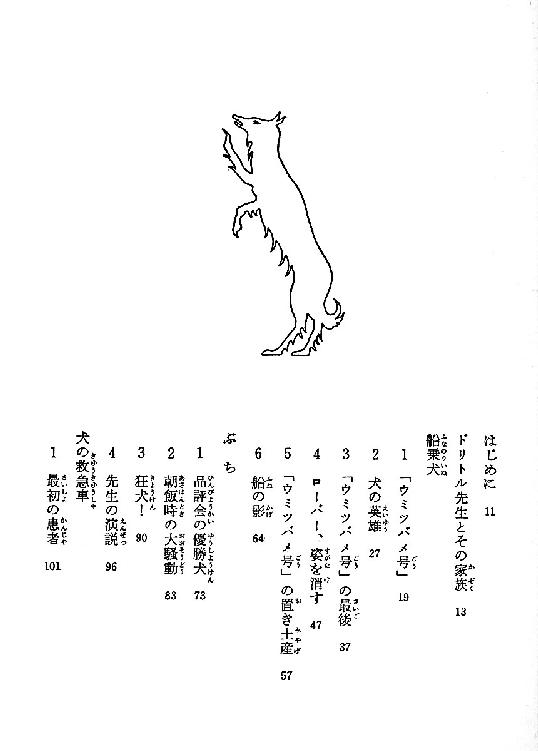 はじめに 11
ドリトル先生とその家族 13
船乗犬
1 「ウミツバメ号」 19
2 犬の英雄 27
3 「ウミツバメ号」の最後 37
4 ローバー、姿を消す 47
5 「ウミツバメ号」の置き土産 57
6 船の影 64
ぶち
1 品評会の優勝犬 73
2 朝飯時の大騒動 83
3 狂犬! 90
4 先生の演説 96
犬の救急車
1 最初の患者 101